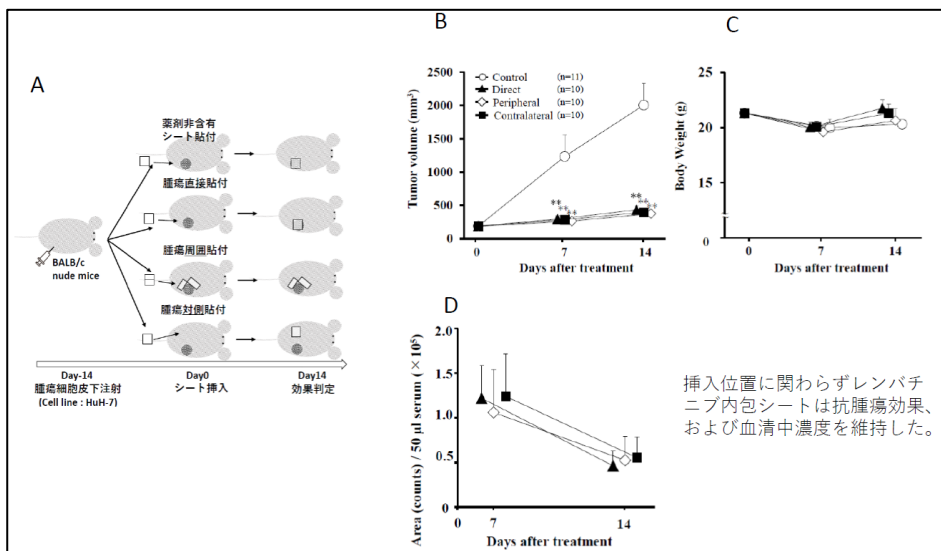 A
薬剤非含有
シート貼付
腫瘍直接貼付
腫瘍周囲貼付
腫瘍対側貼付
BALB/c
nude mice
Day-14
腫瘍細胞皮下注射
(Cell line : HuH-7)
Day0
シート挿入
Day14
効果判定
B
Tumor volume (mm³)
2500
2000
1500
1000
500
0
Control (n=11)
Direct (n=10)
Peripheral (n=10)
Contralateral (n=10)
**
**
**
**
**
**
0 7 14
Days after treatment
C
Body Weight (g)
25
20
15
0
0 7 14
Days after treatment
D
Area (counts) / 50 μl serum (×10⁵)
2.0
1.5
1.0
0.5
0
0 7 14
Days after treatment
挿入位置に関わらずレンバチ
ニブ内包シートは抗腫瘍効果、
および血清中濃度を維持した。